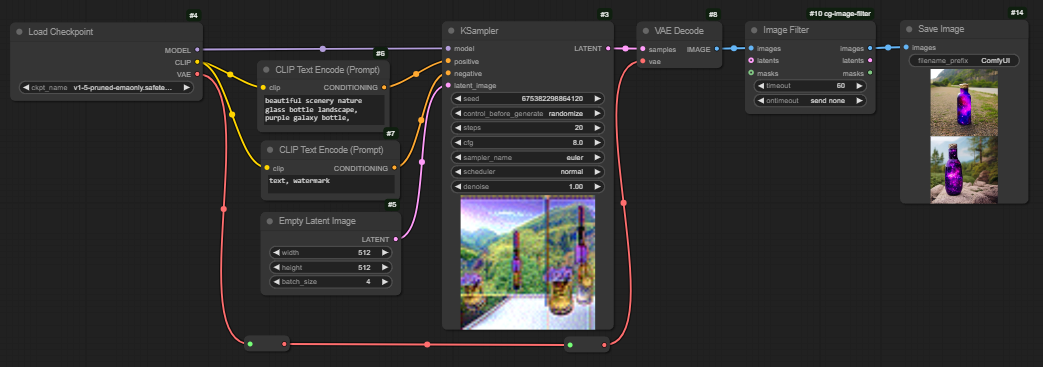 #4
Load Checkpoint
MODEL
CLIP
VAE
ckpt_name v1-5-pruned-emaonly.safete...
#6
CLIP Text Encode (Prompt)
clip CONDITIONING
beautiful scenery nature
glass bottle landscape,
purple galaxy bottle,
#7
CLIP Text Encode (Prompt)
clip CONDITIONING
text, watermark
#5
Empty Latent Image
LATENT
width 512
height 512
batch_size 4
#3
KSampler
model LATENT
positive
negative
latent_image
seed 675382298864120
control_before_generate randomize
steps 20
cfg 8.0
sampler_name euler
scheduler normal
denoise 1.00
#8
VAE Decode
samples IMAGE
vae
#10 cg-image-filter
Image Filter
images images
latents latents
masks masks
timeout 60
ontimeout send none
#14
Save Image
images
filename_prefix ComfyUI